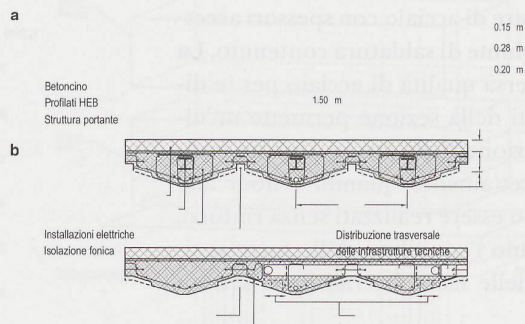 a
0.15 m
0.28 m
0.20 m
Betoncino
Profilati HEB
1.50 m
Struttura portante
b
Installazioni elettriche
Distribuzione trasversale
Isolazione fonica
delle infrastrutture tecniche